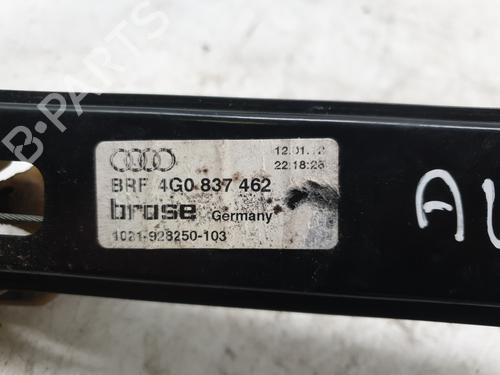 B-PARTS
12.01.12
22:18:28
BRF 4G0 837 462
brose Germany
1021-928250-103
AU